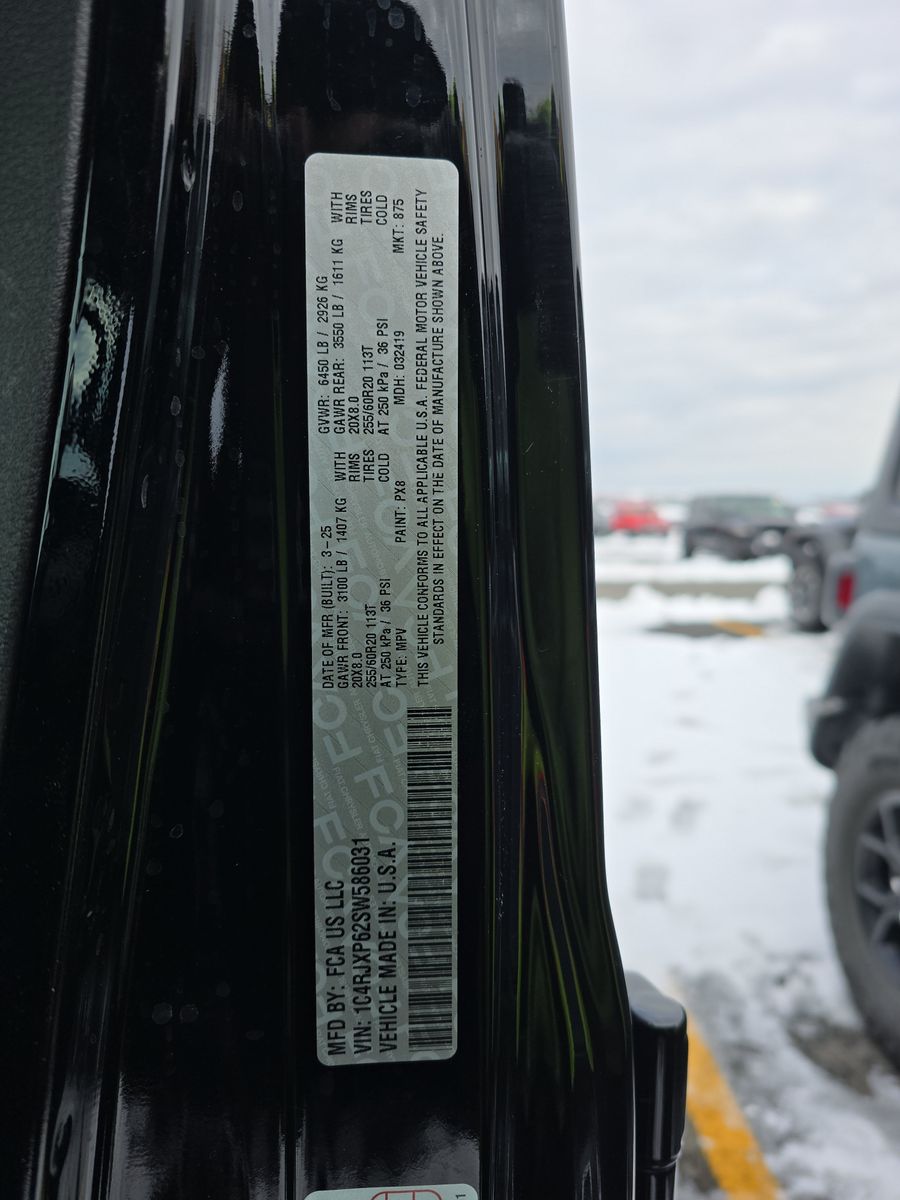 MFD BY: FCA US LLC
VIN: 1C4RJXP62SW586031
VEHICLE MADE IN: U.S.A.
DATE OF MFR (BUILT): 3-25 GVWR: 6450 LB / 2926 KG
GAWR FRONT: 3100 LB / 1407 KG WITH GAWR REAR: 3550 LB / 1611 KG WITH
20X8.0 RIMS 20X8.0 RIMS
255/60R20 113T TIRES 255/60R20 113T TIRES
AT 250 kPa / 36 PSI COLD AT 250 kPa / 36 PSI COLD
TYPE: MPV PAINT: PX8 MDH: 032419 MKT: 875
THIS VEHICLE CONFORMS TO ALL APPLICABLE U.S.A. FEDERAL MOTOR VEHICLE SAFETY
STANDARDS IN EFFECT ON THE DATE OF MANUFACTURE SHOWN ABOVE.